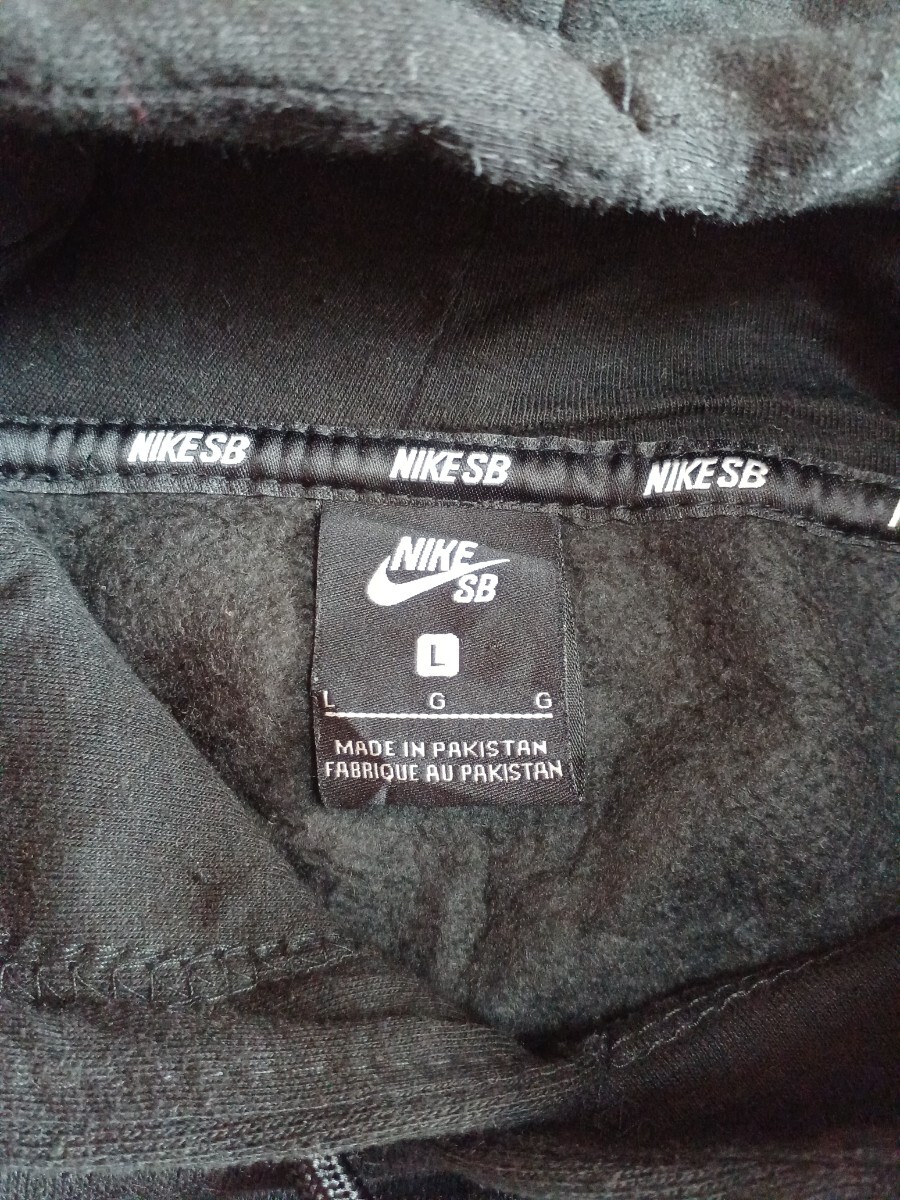 NIKE SB NIKE SB NIKE SB
NIKE
SB
L
L G G
MADE IN PAKISTAN
FABRIQUE AU PAKISTAN